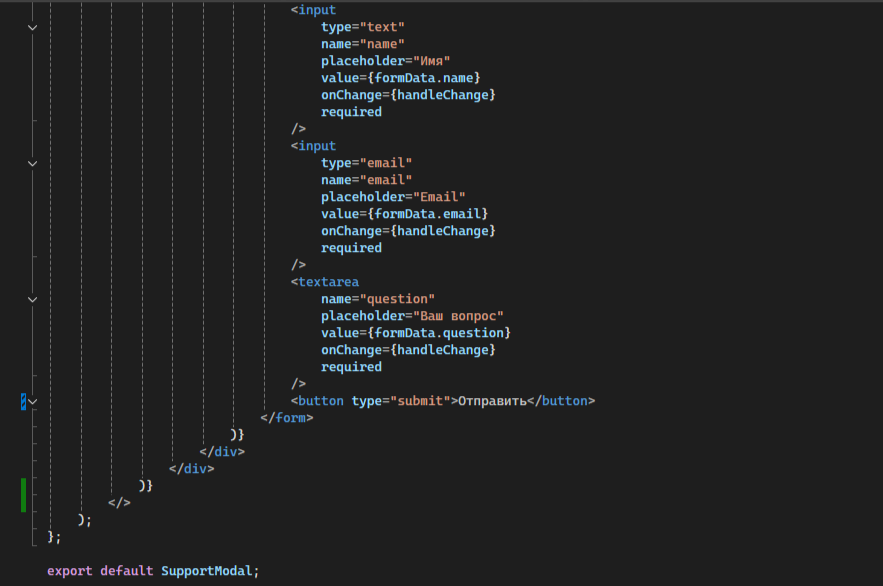 <input
type="text"
name="name"
placeholder="Имя"
value={formData.name}
onChange={handleChange}
required
/>
<input
type="email"
name="email"
placeholder="Email"
value={formData.email}
onChange={handleChange}
required
/>
<textarea
name="question"
placeholder="Ваш вопрос"
value={formData.question}
onChange={handleChange}
required
/>
<button type="submit">Отправить</button>
</form>
)}
</div>
</div>
)}
</>
);
};
export default SupportModal;